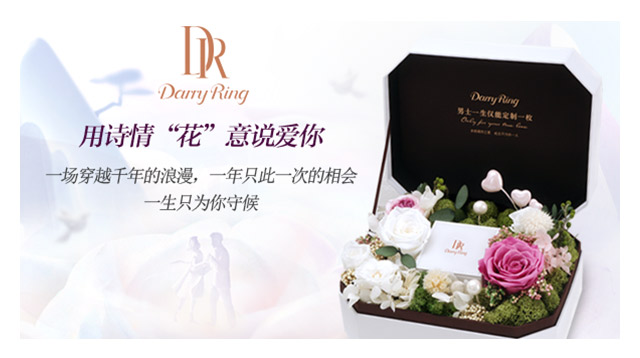 DR
Darry Ring
用诗情“花”意说爱你
一场穿越千年的浪漫，一年只此一次的相会
一生只为你守候
Darry Ring
男士一生仅能定制一枚
Only for your true love
DR
Darry Ring